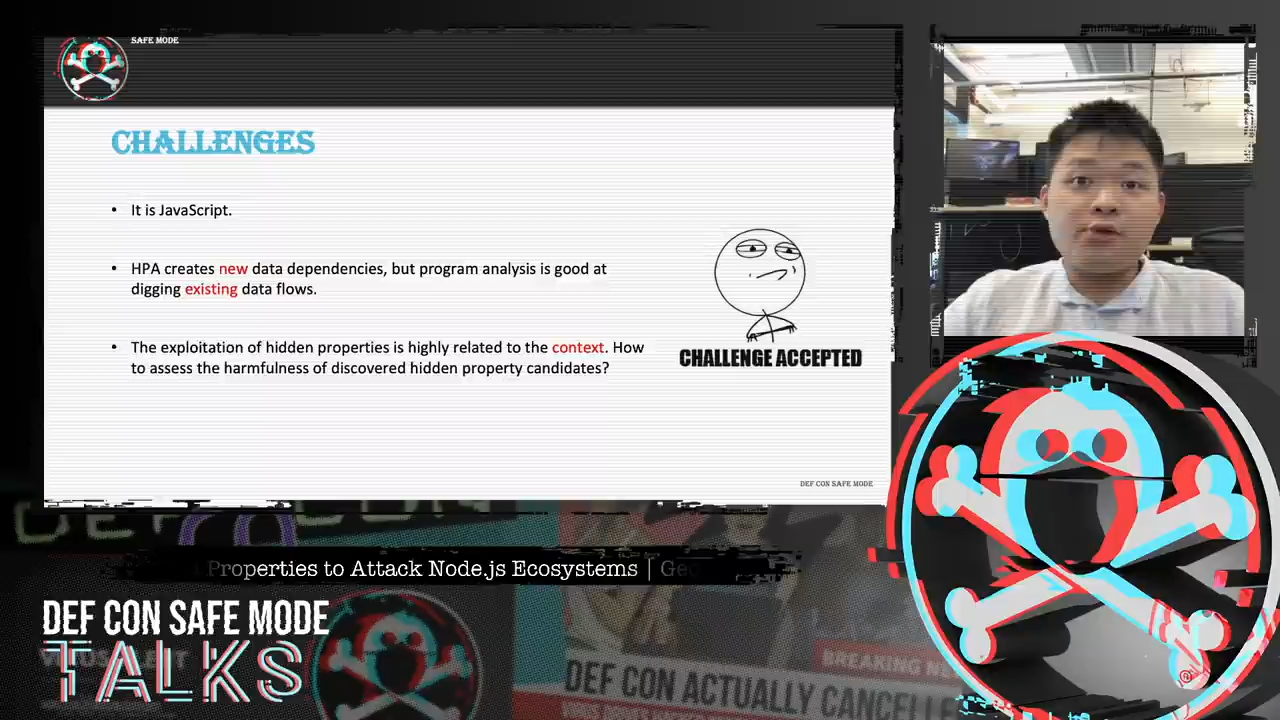 SAFE MODE
CHALLENGES
• It is JavaScript.
• HPA creates new data dependencies, but program analysis is good at
digging existing data flows.
• The exploitation of hidden properties is highly related to the context. How
to assess the harmfulness of discovered hidden property candidates?
CHALLENGE ACCEPTED
DEF CON SAFE MODE
DEF CON
Properties to Attack Node.js Ecosystems | Geo
DEF CON SAFE MODE
TALKS
BREAKING NE
DEF CON ACTUALLY CANCELLE